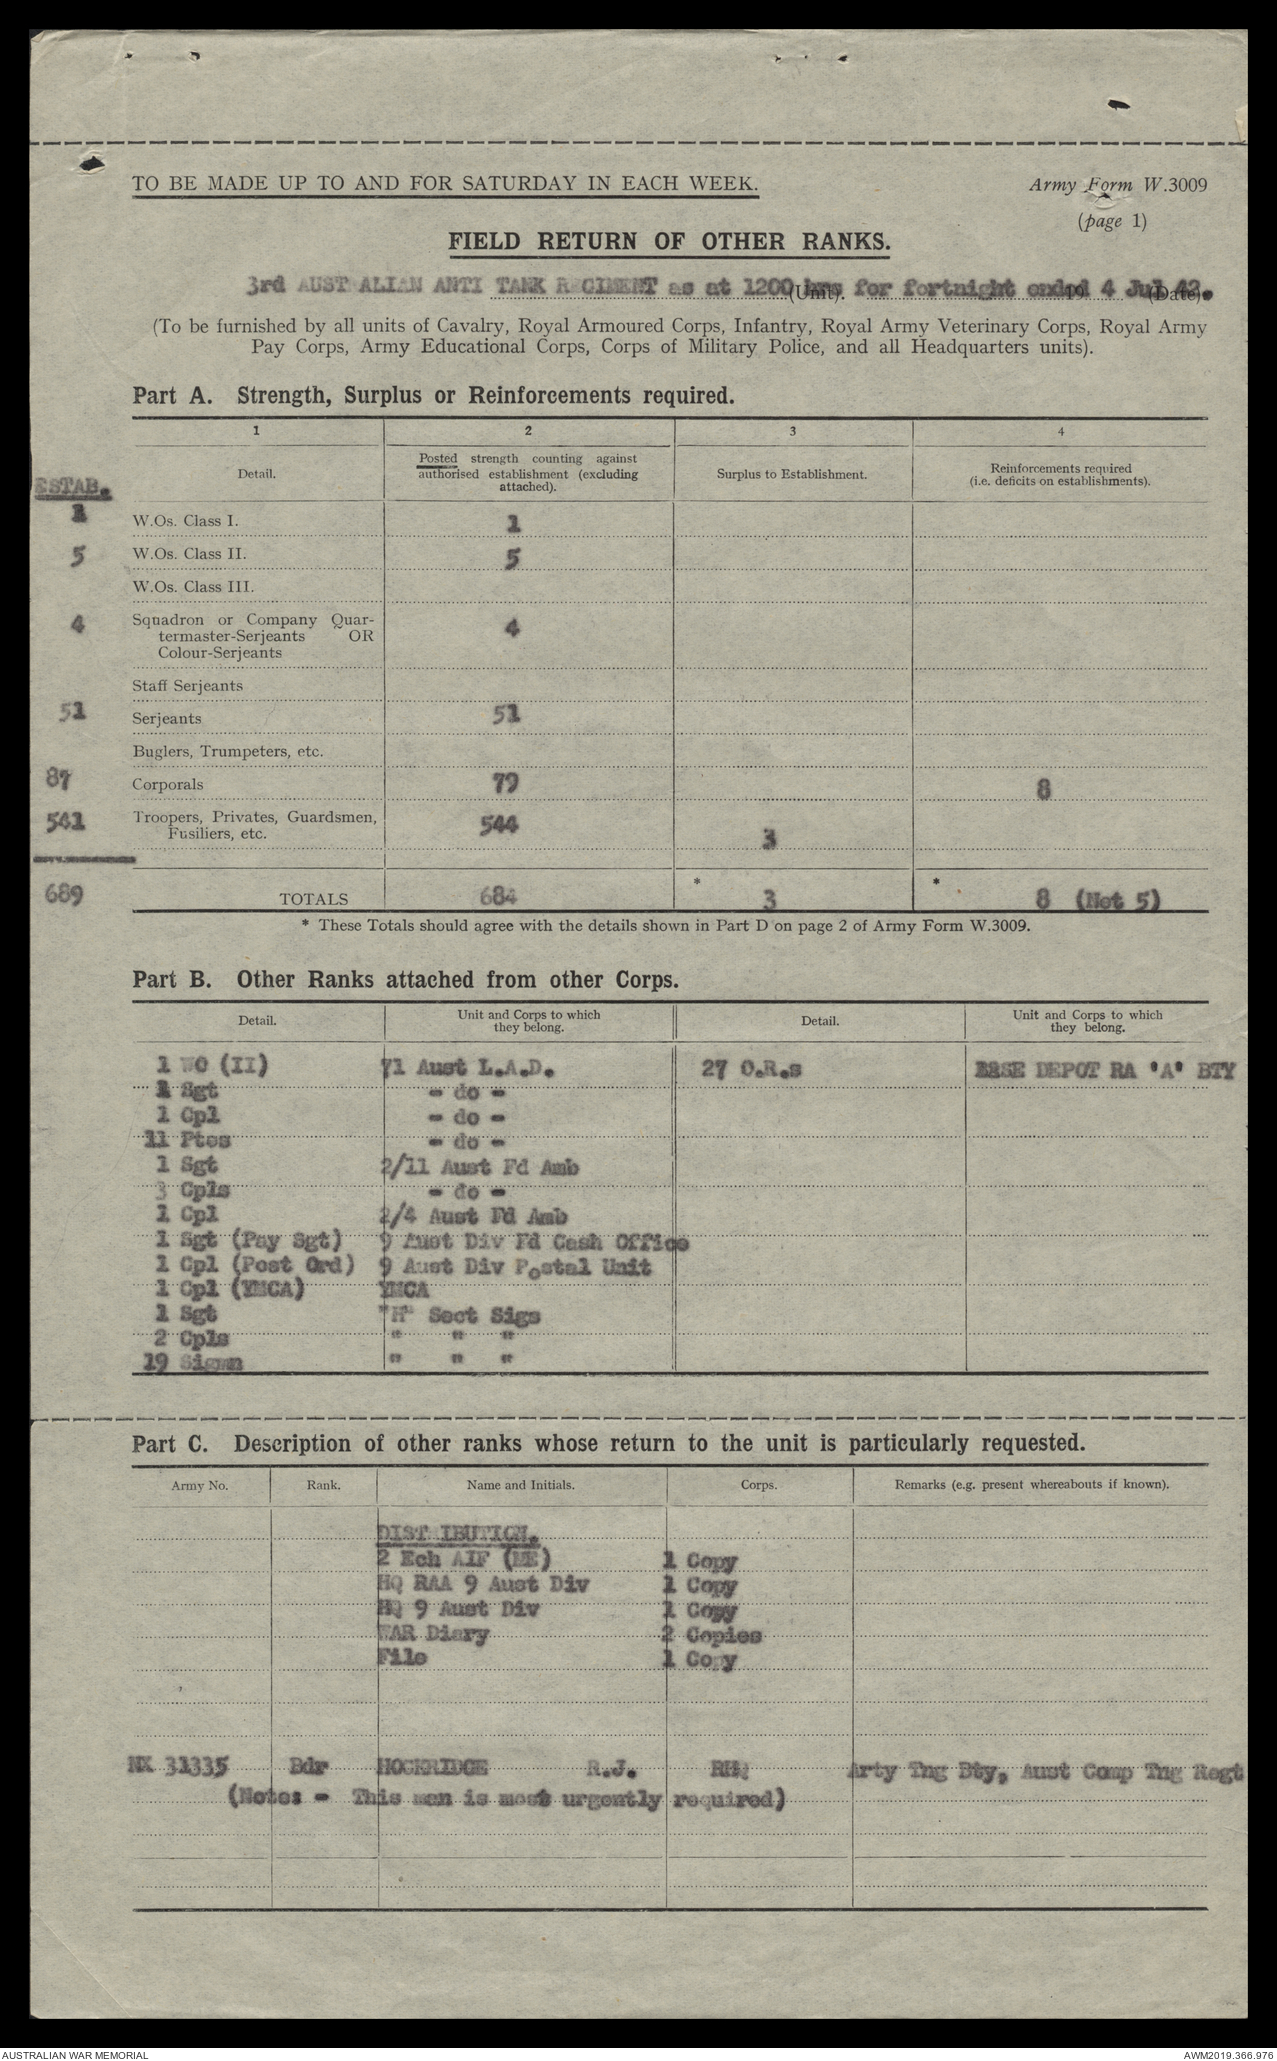 TO BE MADE UP TO AND FOR SATURDAY IN EACH WEEK. Army Form W.3009
(page 1)
FIELD RETURN OF OTHER RANKS.
3rd AUSTRALIAN ANTI TANK REGIMENT as at 1200 hrs (Unit). for fortnight ended 19 4 Jul 42. (Date).
(To be furnished by all units of Cavalry, Royal Armoured Corps, Infantry, Royal Army Veterinary Corps, Royal Army
Pay Corps, Army Educational Corps, Corps of Military Police, and all Headquarters units).
Part A. Strength, Surplus or Reinforcements required.
1 2 3 4
ESTAB. Detail. Posted strength counting against authorised establishment (excluding attached). Surplus to Establishment. Reinforcements required (i.e. deficits on establishments).
1 W.Os. Class I. 1
5 W.Os. Class II. 5
W.Os. Class III.
4 Squadron or Company Quar- 4
termaster-Serjeants OR
Colour-Serjeants
Staff Serjeants
51 Serjeants 51
Buglers, Trumpeters, etc.
87 Corporals 79 8
541 Troopers, Privates, Guardsmen, 544
Fusiliers, etc. 3
689 TOTALS 684 * 3 * 8 (Net 5)
* These Totals should agree with the details shown in Part D on page 2 of Army Form W.3009.
Part B. Other Ranks attached from other Corps.
Detail. Unit and Corps to which they belong. Detail. Unit and Corps to which they belong.
1 WO (II) 71 Aust L.A.D. 27 O.R.s BASE DEPOT RA 'A' BTY
1 Sgt - do -
1 Cpl - do -
11 Ptes - do -
1 Sgt 2/11 Aust Fd Amb
3 Cpls - do -
1 Cpl 2/4 Aust Fd Amb
1 Sgt (Pay Sgt) 9 Aust Div Fd Cash Office
1 Cpl (Post Ord) 9 Aust Div Postal Unit
1 Cpl (YMCA) YMCA
1 Sgt "H" Sect Sigs
2 Cpls " " "
19 Sigmn " " "
Part C. Description of other ranks whose return to the unit is particularly requested.
Army No. Rank. Name and Initials. Corps. Remarks (e.g. present whereabouts if known).
DISTRIBUTION.
2 Ech AIF (ME) 1 Copy
HQ RAA 9 Aust Div 1 Copy
HQ 9 Aust Div 1 Copy
WAR Diary 2 Copies
File 1 Copy
NX 31335 Bdr HOCKRIDGE R.J. RHQ Arty Tng Bty, Aust Comp Tng Regt
(Note: - This man is most urgently required)
AUSTRALIAN WAR MEMORIAL AWM2019.366.976